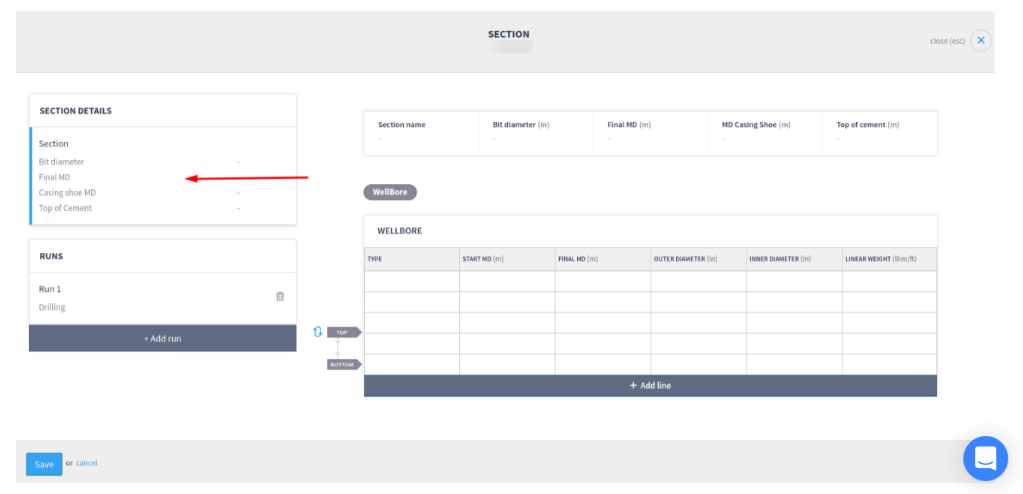 SECTION
close (esc)
SECTION DETAILS
Section
Bit diameter -
Final MD
Casing shoe MD -
Top of Cement -
RUNS
Run 1
Drilling
+ Add run
Section name Bit diameter (in) Final MD (m) MD Casing Shoe (m) Top of cement (m)
- - - - -
WellBore
WELLBORE
TYPE START MD (m) FINAL MD (m) OUTER DIAMETER (in) INNER DIAMETER (in) LINEAR WEIGHT (lbm/ft)
TOP
BOTTOM
+ Add line
Save or cancel